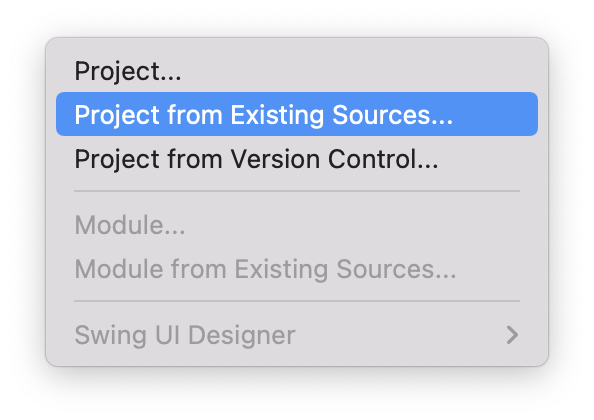 Project...
Project from Existing Sources...
Project from Version Control...
Module...
Module from Existing Sources...
Swing UI Designer